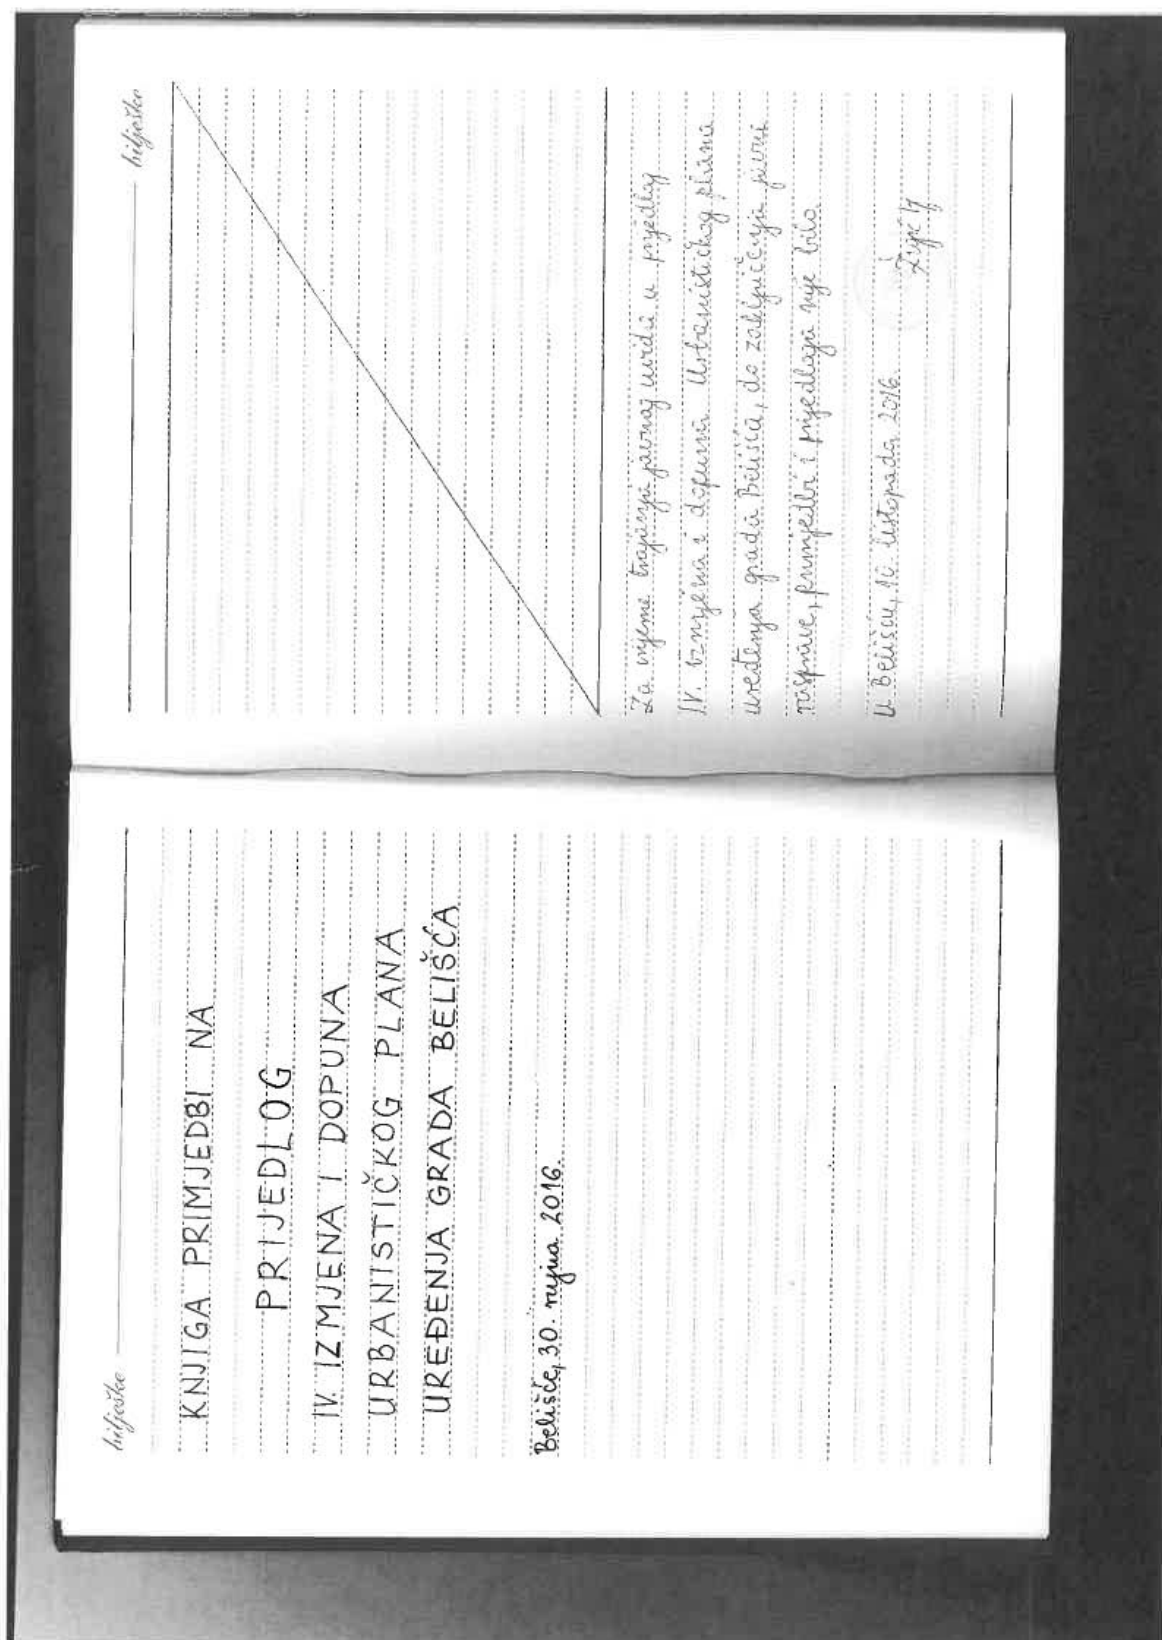 bilješke
KNJIGA PRIMJEDBI NA
PRIJEDLOG
IV. IZMJENA I DOPUNA
URBANISTIČKOG PLANA
UREĐENJA GRADA BELIŠĆA
Belišće, 30. rujna 2016.
bilješke
Za vrijeme trajanja javnog uvida u prijedlog
IV. izmjena i dopuna Urbanističkog plana
uređenja grada Belišća, do zaključenja javne
rasprave, primjedbi i prijedloga nije bilo.
U Belišću, 10. listopada 2016.